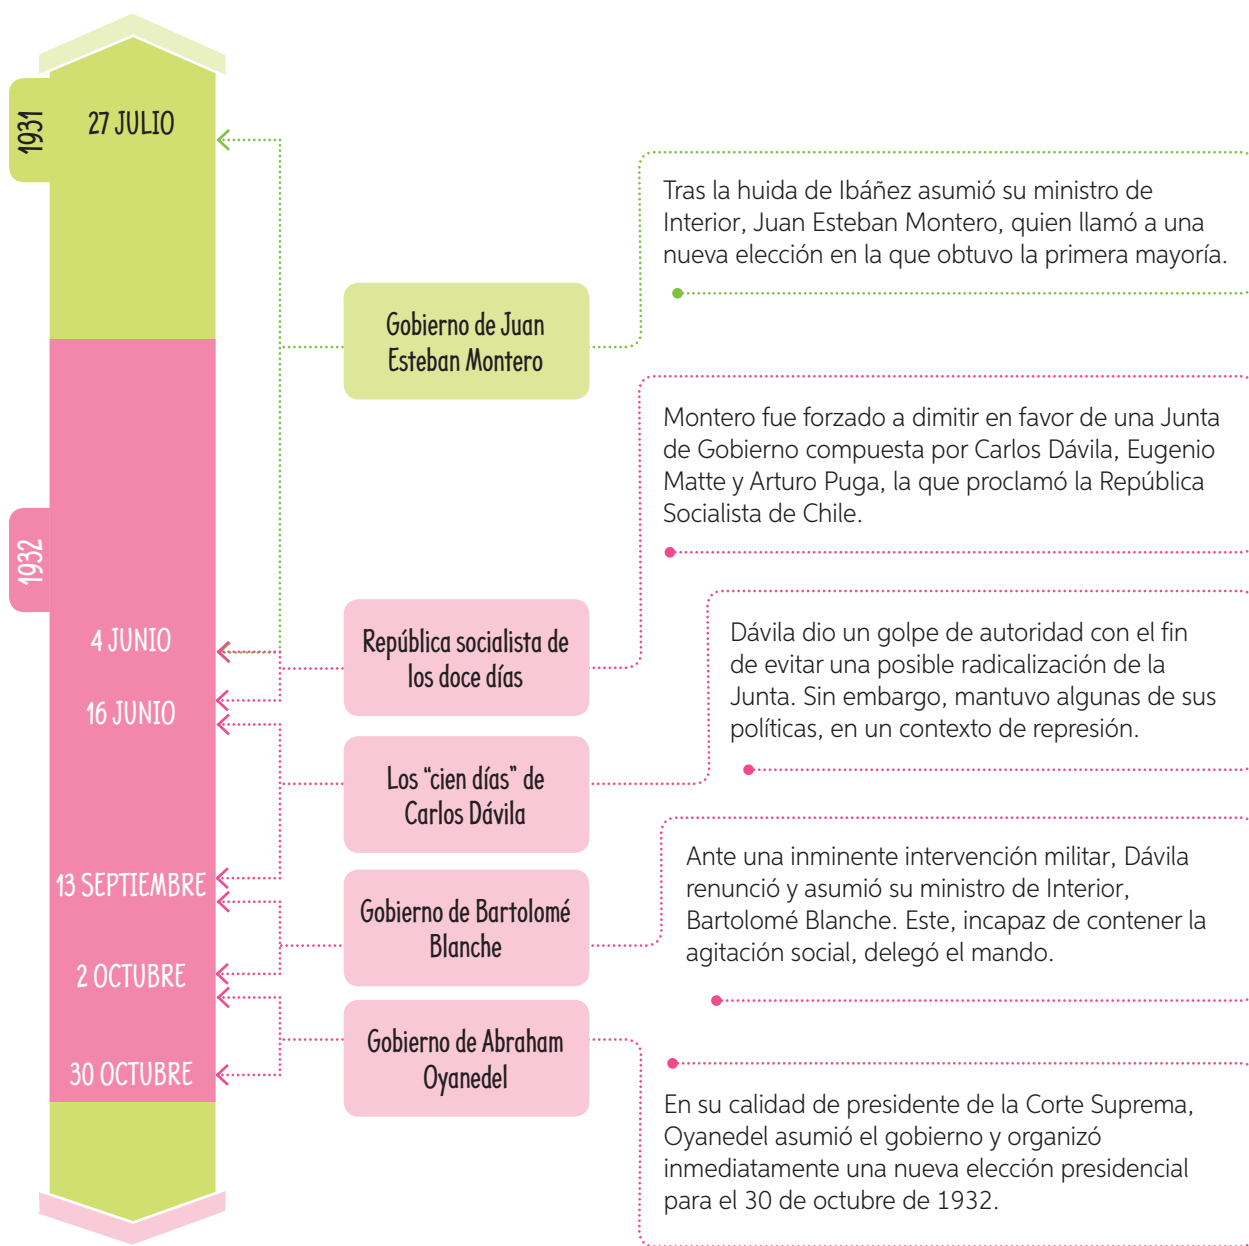 1931
27 JULIO
Tras la huida de Ibáñez asumió su ministro de
Interior, Juan Esteban Montero, quien llamó a una
nueva elección en la que obtuvo la primera mayoría.
Gobierno de Juan
Esteban Montero
Montero fue forzado a dimitir en favor de una Junta
de Gobierno compuesta por Carlos Dávila, Eugenio
Matte y Arturo Puga, la que proclamó la República
Socialista de Chile.
1932
4 JUNIO
República socialista de
los doce días
16 JUNIO
Dávila dio un golpe de autoridad con el fin
de evitar una posible radicalización de la
Junta. Sin embargo, mantuvo algunas de sus
políticas, en un contexto de represión.
Los “cien días” de
Carlos Dávila
13 SEPTIEMBRE
Ante una inminente intervención militar, Dávila
renunció y asumió su ministro de Interior,
Bartolomé Blanche. Este, incapaz de contener la
agitación social, delegó el mando.
Gobierno de Bartolomé
Blanche
2 OCTUBRE
Gobierno de Abraham
Oyanedel
30 OCTUBRE
En su calidad de presidente de la Corte Suprema,
Oyanedel asumió el gobierno y organizó
inmediatamente una nueva elección presidencial
para el 30 de octubre de 1932.